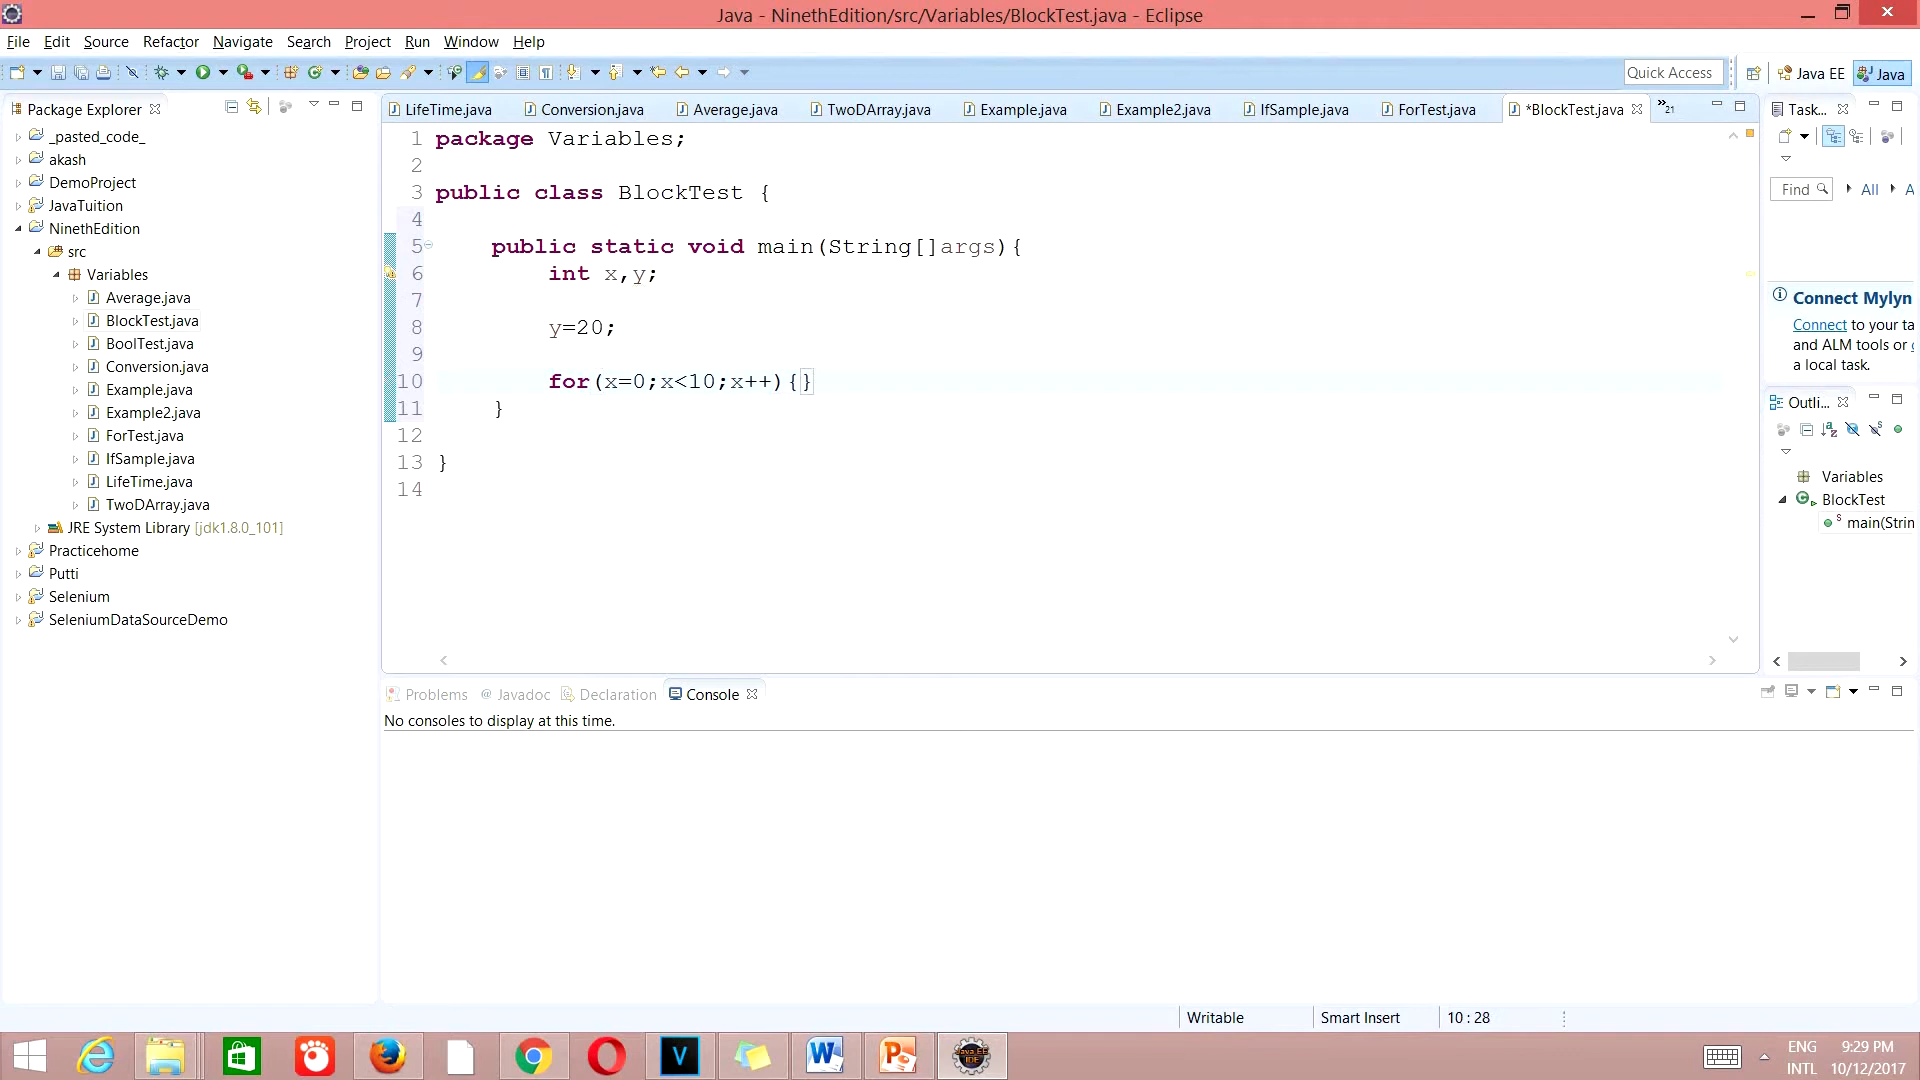 Java - NinethEdition/src/Variables/BlockTest.java - Eclipse
File Edit Source Refactor Navigate Search Project Run Window Help
Quick Access
Java EE
Java
Package Explorer
_pasted_code_
akash
DemoProject
JavaTuition
NinethEdition
src
Variables
Average.java
BlockTest.java
BoolTest.java
Conversion.java
Example.java
Example2.java
ForTest.java
IfSample.java
LifeTime.java
TwoDArray.java
JRE System Library [jdk1.8.0_101]
Practicehome
Putti
Selenium
SeleniumDataSourceDemo
LifeTime.java Conversion.java Average.java TwoDArray.java Example.java Example2.java IfSample.java ForTest.java *BlockTest.java »21
1 package Variables;
2
3 public class BlockTest {
4
5 public static void main(String[]args){
6 int x,y;
7
8 y=20;
9
10 for(x=0;x<10;x++){}
11 }
12
13 }
14
Task...
Find All A
Connect Mylyn
Connect to your ta
and ALM tools or
a local task.
Outli...
Variables
BlockTest
main(Strin
Problems @ Javadoc Declaration Console
No consoles to display at this time.
Writable Smart Insert 10 : 28
ENG 9:29 PM
INTL 10/12/2017